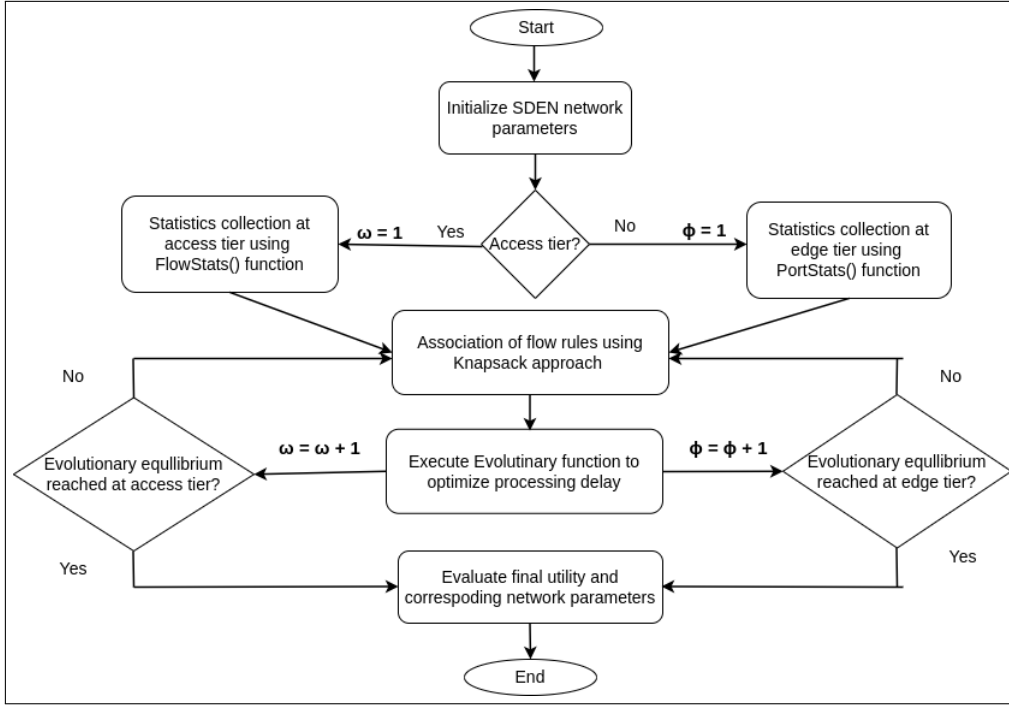 Start
Initialize SDEN network
parameters
Access tier?
Yes
ω = 1
No
ϕ = 1
Statistics collection at
access tier using
FlowStats() function
Statistics collection at
edge tier using
PortStats() function
Association of flow rules using
Knapsack approach
No
No
Evolutionary equllibrium
reached at access tier?
ω = ω + 1
Execute Evolutinary function to
optimize processing delay
ϕ = ϕ + 1
Evolutionary equllibrium
reached at edge tier?
Yes
Yes
Evaluate final utility and
correspoding network parameters
End